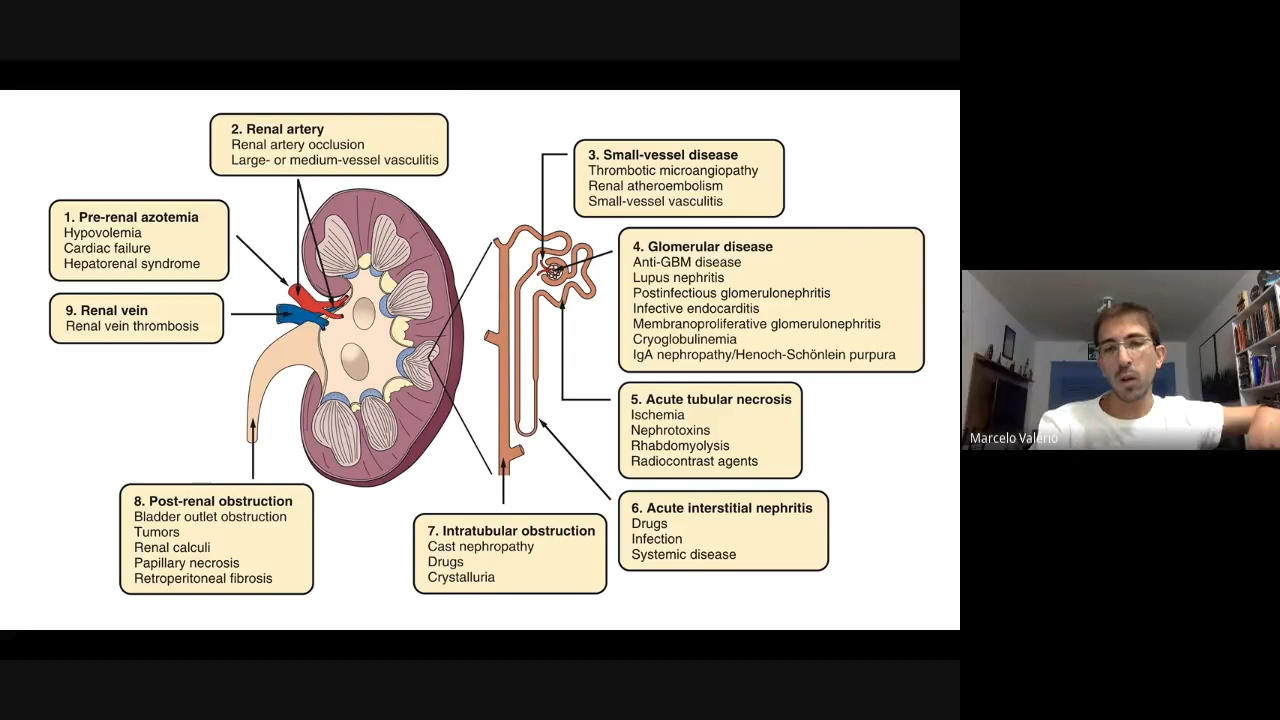 2. Renal artery
Renal artery occlusion
Large- or medium-vessel vasculitis
3. Small-vessel disease
Thrombotic microangiopathy
Renal atheroembolism
Small-vessel vasculitis
1. Pre-renal azotemia
Hypovolemia
Cardiac failure
Hepatorenal syndrome
4. Glomerular disease
Anti-GBM disease
Lupus nephritis
Postinfectious glomerulonephritis
Infective endocarditis
Membranoproliferative glomerulonephritis
Cryoglobulinemia
IgA nephropathy/Henoch-Schönlein purpura
9. Renal vein
Renal vein thrombosis
5. Acute tubular necrosis
Ischemia
Nephrotoxins
Rhabdomyolysis
Radiocontrast agents
8. Post-renal obstruction
Bladder outlet obstruction
Tumors
Renal calculi
Papillary necrosis
Retroperitoneal fibrosis
7. Intratubular obstruction
Cast nephropathy
Drugs
Crystalluria
6. Acute interstitial nephritis
Drugs
Infection
Systemic disease
Marcelo Valerio